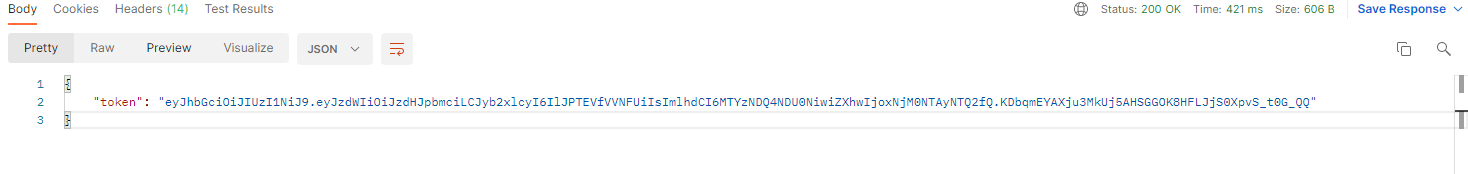 Body Cookies Headers (14) Test Results Status: 200 OK Time: 421 ms Size: 606 B Save Response
Pretty Raw Preview Visualize JSON
1 {
2 "token": "eyJhbGciOiJIUzI1NiJ9.eyJzdWIiOiJzdHJpbmciLCJyb2xlcyI6IlJPTEVfVVNFUiIsImlhdCI6MTYzNDQ4NDU0NiwiZXhwIjoxNjM0NTAyNTQ2fQ.KDbqmEYAXju3MkUj5AHSGGOK8HFLJjS0XpvS_t0G_QQ"
3 }